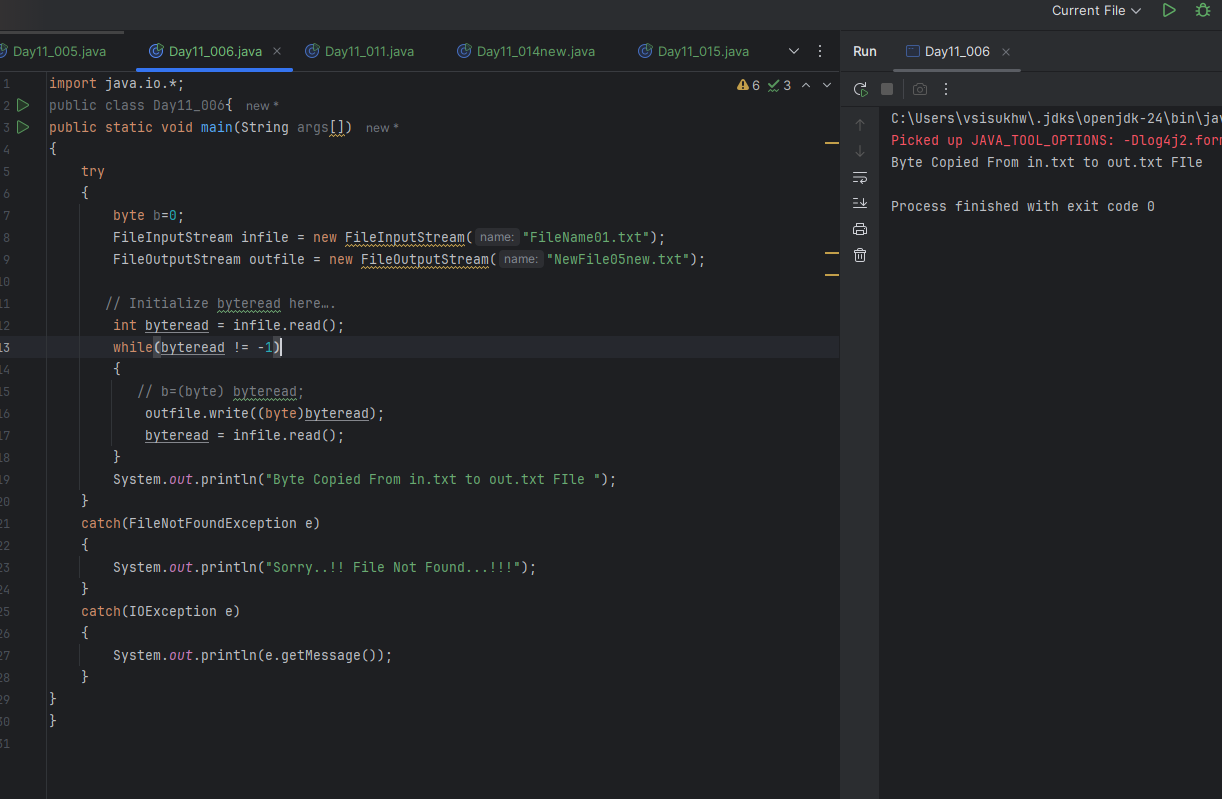 Current File
Day11_005.java
Day11_006.java
Day11_011.java
Day11_014new.java
Day11_015.java
Run
Day11_006
6
3
1 import java.io.*;
2 public class Day11_006{ new *
3 public static void main(String args[]) new *
4 {
5 try
6 {
7 byte b=0;
8 FileInputStream infile = new FileInputStream( name: "FileName01.txt");
9 FileOutputStream outfile = new FileOutputStream( name: "NewFile05new.txt");
10
11 // Initialize byteread here….
12 int byteread = infile.read();
13 while(byteread != -1)
14 {
15 // b=(byte) byteread;
16 outfile.write((byte)byteread);
17 byteread = infile.read();
18 }
19 System.out.println("Byte Copied From in.txt to out.txt FIle ");
20 }
21 catch(FileNotFoundException e)
22 {
23 System.out.println("Sorry..!! File Not Found...!!!");
24 }
25 catch(IOException e)
26 {
27 System.out.println(e.getMessage());
28 }
29 }
30 }
31
C:\Users\vsisukhw\.jdks\openjdk-24\bin\jav
Picked up JAVA_TOOL_OPTIONS: -Dlog4j2.for
Byte Copied From in.txt to out.txt FIle
Process finished with exit code 0